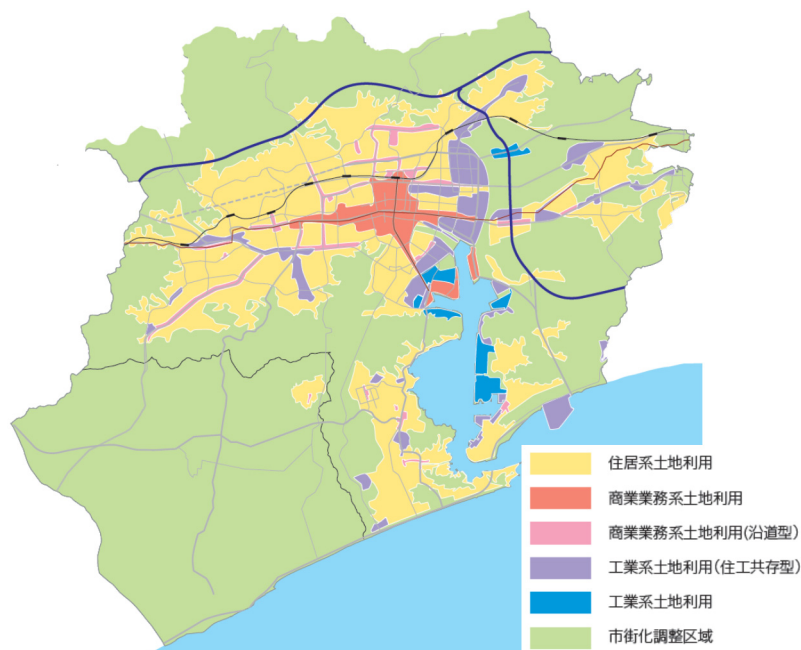 住居系土地利用
商業業務系土地利用
商業業務系土地利用(沿道型)
工業系土地利用(住工共存型)
工業系土地利用
市街化調整区域